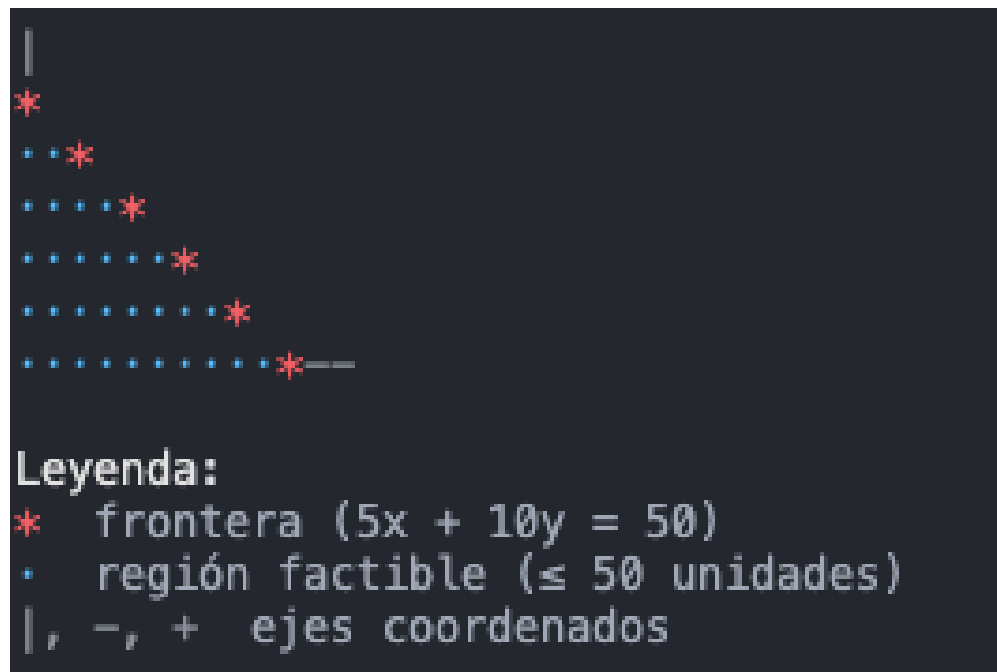 |
*
··*
····*
······*
········*
··········*——
Leyenda:
*  frontera (5x + 10y = 50)
·  región factible (≤ 50 unidades)
|, —, +  ejes coordenados